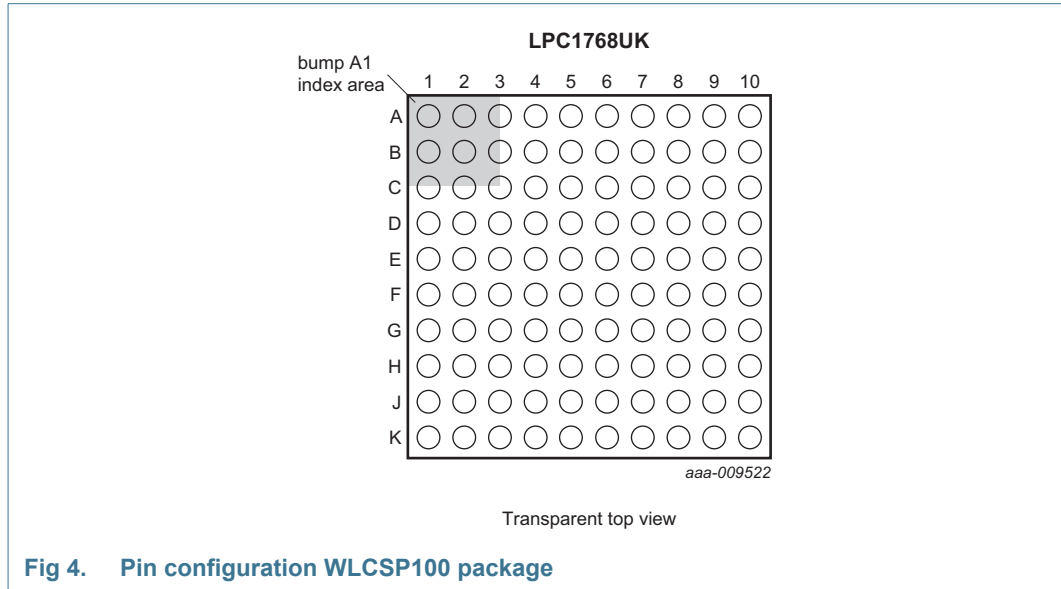 LPC1768UK
bump A1
index area
1 2 3 4 5 6 7 8 9 10
A
B
C
D
E
F
G
H
J
K
aaa-009522
Transparent top view
Fig 4. Pin configuration WLCSP100 package